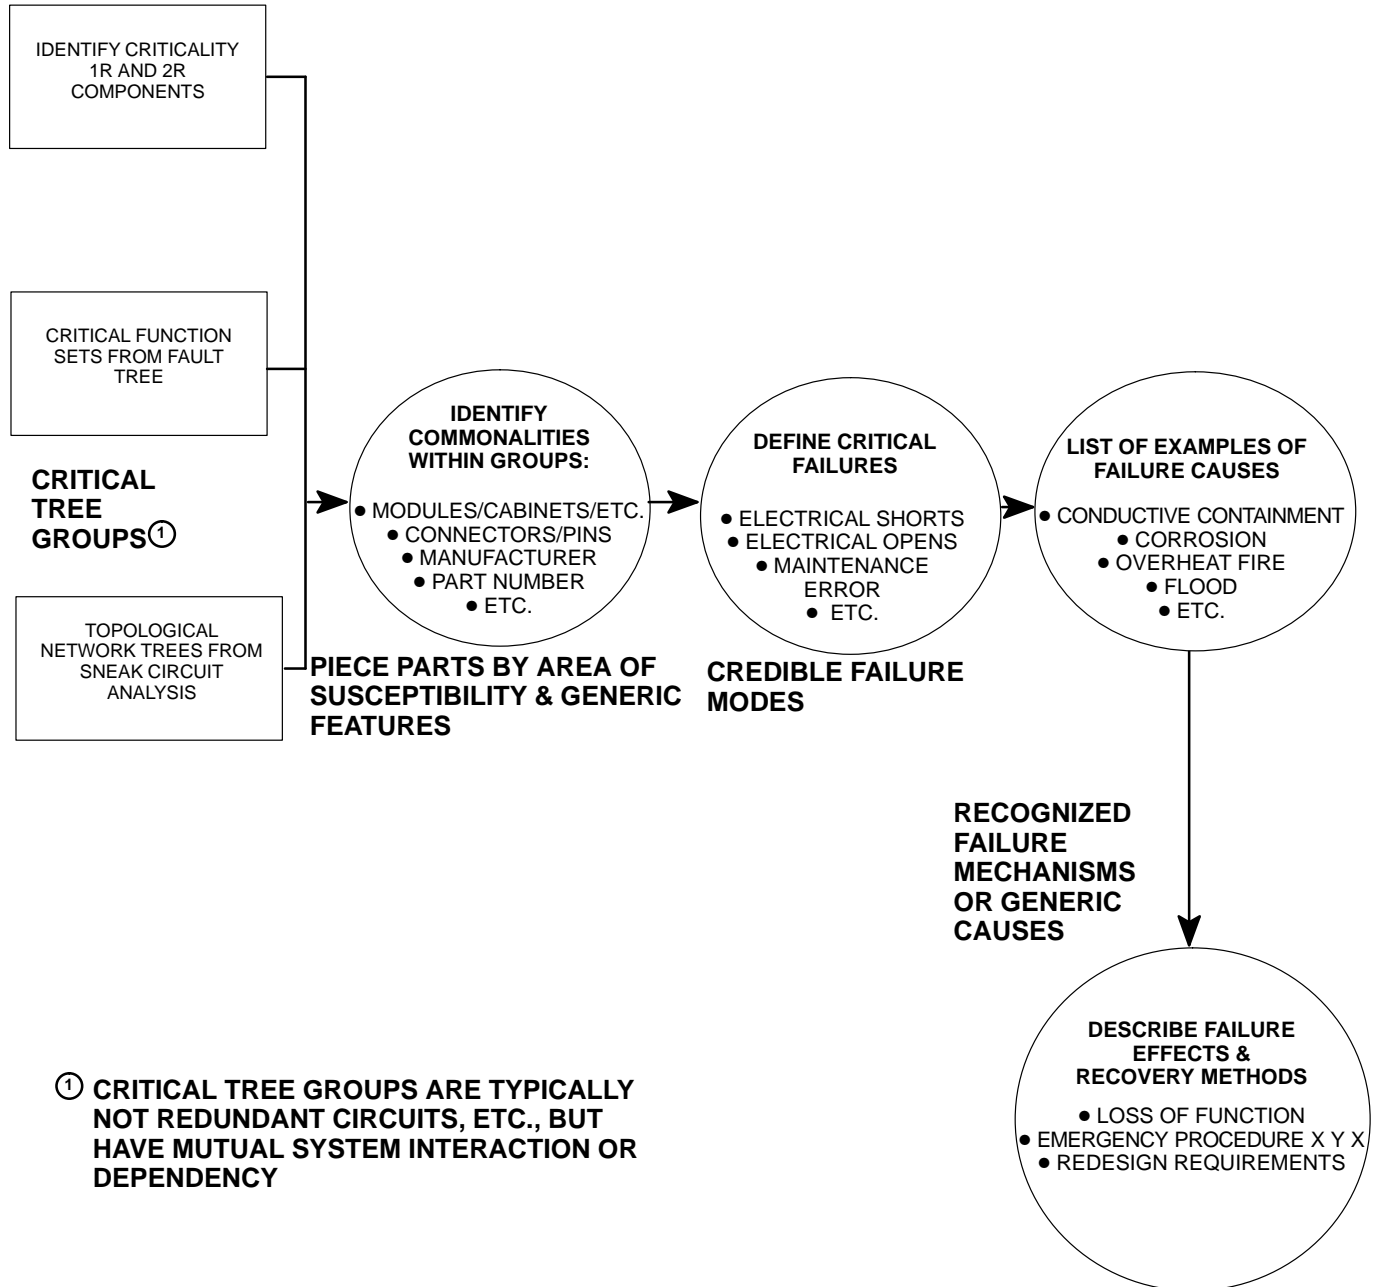 IDENTIFY CRITICALITY
1R AND 2R
COMPONENTS
CRITICAL FUNCTION
SETS FROM FAULT
TREE
CRITICAL
TREE
GROUPS①
TOPOLOGICAL
NETWORK TREES FROM
SNEAK CIRCUIT
ANALYSIS
IDENTIFY
COMMONALITIES
WITHIN GROUPS:
● MODULES/CABINETS/ETC.
● CONNECTORS/PINS
● MANUFACTURER
● PART NUMBER
● ETC.
PIECE PARTS BY AREA OF
SUSCEPTIBILITY & GENERIC
FEATURES
DEFINE CRITICAL
FAILURES
● ELECTRICAL SHORTS
● ELECTRICAL OPENS
● MAINTENANCE
ERROR
● ETC.
CREDIBLE FAILURE
MODES
LIST OF EXAMPLES OF
FAILURE CAUSES
● CONDUCTIVE CONTAINMENT
● CORROSION
● OVERHEAT FIRE
● FLOOD
● ETC.
RECOGNIZED
FAILURE
MECHANISMS
OR GENERIC
CAUSES
DESCRIBE FAILURE
EFFECTS &
RECOVERY METHODS
● LOSS OF FUNCTION
● EMERGENCY PROCEDURE X Y X
● REDESIGN REQUIREMENTS
① CRITICAL TREE GROUPS ARE TYPICALLY
NOT REDUNDANT CIRCUITS, ETC., BUT
HAVE MUTUAL SYSTEM INTERACTION OR
DEPENDENCY